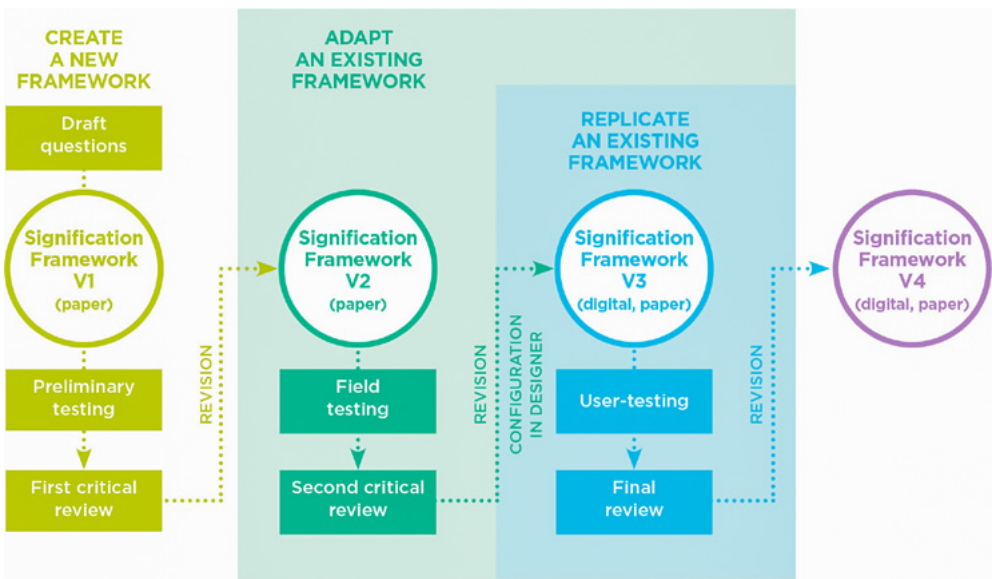 CREATE
A NEW
FRAMEWORK
Draft
questions
Signification
Framework
V1
(paper)
Preliminary
testing
First critical
review
REVISION
ADAPT
AN EXISTING
FRAMEWORK
Signification
Framework
V2
(paper)
Field
testing
Second critical
review
REVISION
CONFIGURATION
IN DESIGNER
REPLICATE
AN EXISTING
FRAMEWORK
Signification
Framework
V3
(digital, paper)
User-testing
Final
review
REVISION
Signification
Framework
V4
(digital, paper)